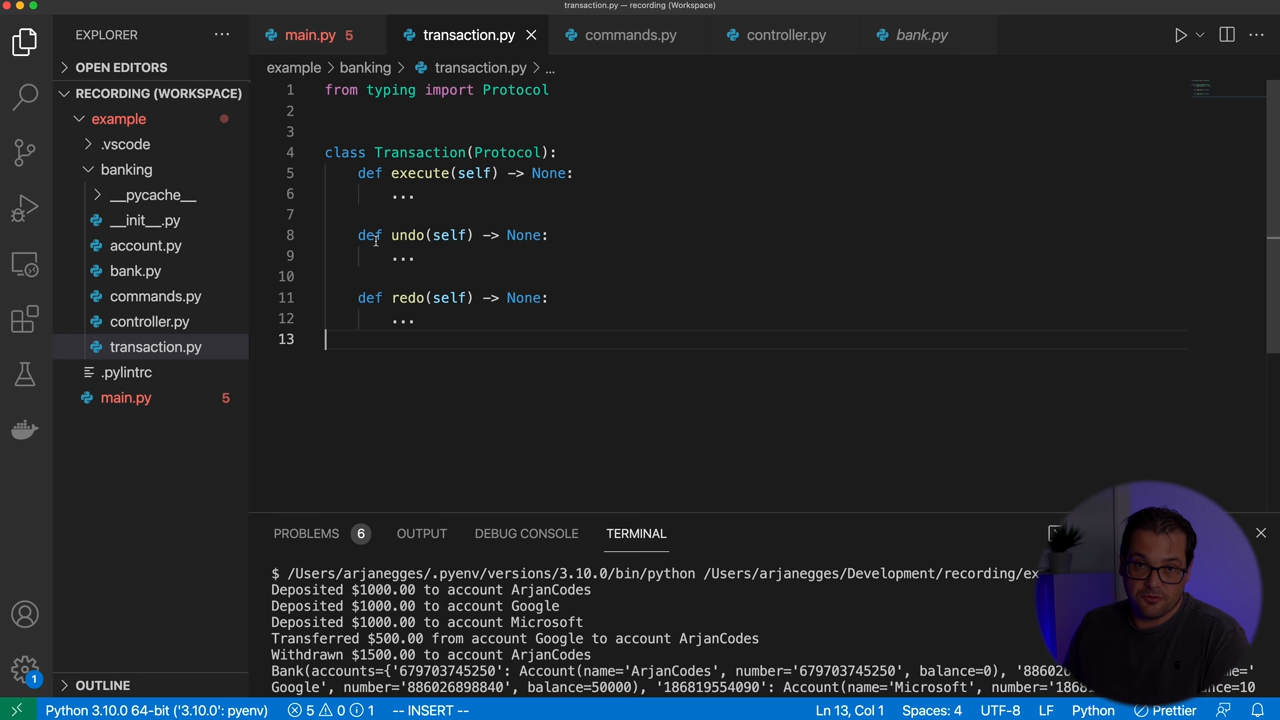 transaction.py — recording (Workspace)
EXPLORER
···
main.py 5
transaction.py
commands.py
controller.py
bank.py
···
OPEN EDITORS
example > banking > transaction.py > ...
RECORDING (WORKSPACE)
example
.vscode
banking
__pycache__
__init__.py
account.py
bank.py
commands.py
controller.py
transaction.py
.pylintrc
main.py 5
OUTLINE
1 from typing import Protocol
2
3
4 class Transaction(Protocol):
5 def execute(self) -> None:
6 ...
7
8 def undo(self) -> None:
9 ...
10
11 def redo(self) -> None:
12 ...
13
PROBLEMS 6 OUTPUT DEBUG CONSOLE TERMINAL
$ /Users/arjanegges/.pyenv/versions/3.10.0/bin/python /Users/arjanegges/Development/recording/ex
Deposited $1000.00 to account ArjanCodes
Deposited $1000.00 to account Google
Deposited $1000.00 to account Microsoft
Transferred $500.00 from account Google to account ArjanCodes
Withdrawn $1500.00 to account ArjanCodes
Bank(accounts={'679703745250': Account(name='ArjanCodes', number='679703745250', balance=0), '88602
Google', number='886026898840', balance=50000), '186819554090': Account(name='Microsoft', number='1868
=10
1
Python 3.10.0 64-bit ('3.10.0': pyenv) 5 0 1 -- INSERT -- Ln 13, Col 1 Spaces: 4 UTF-8 LF Python Prettier